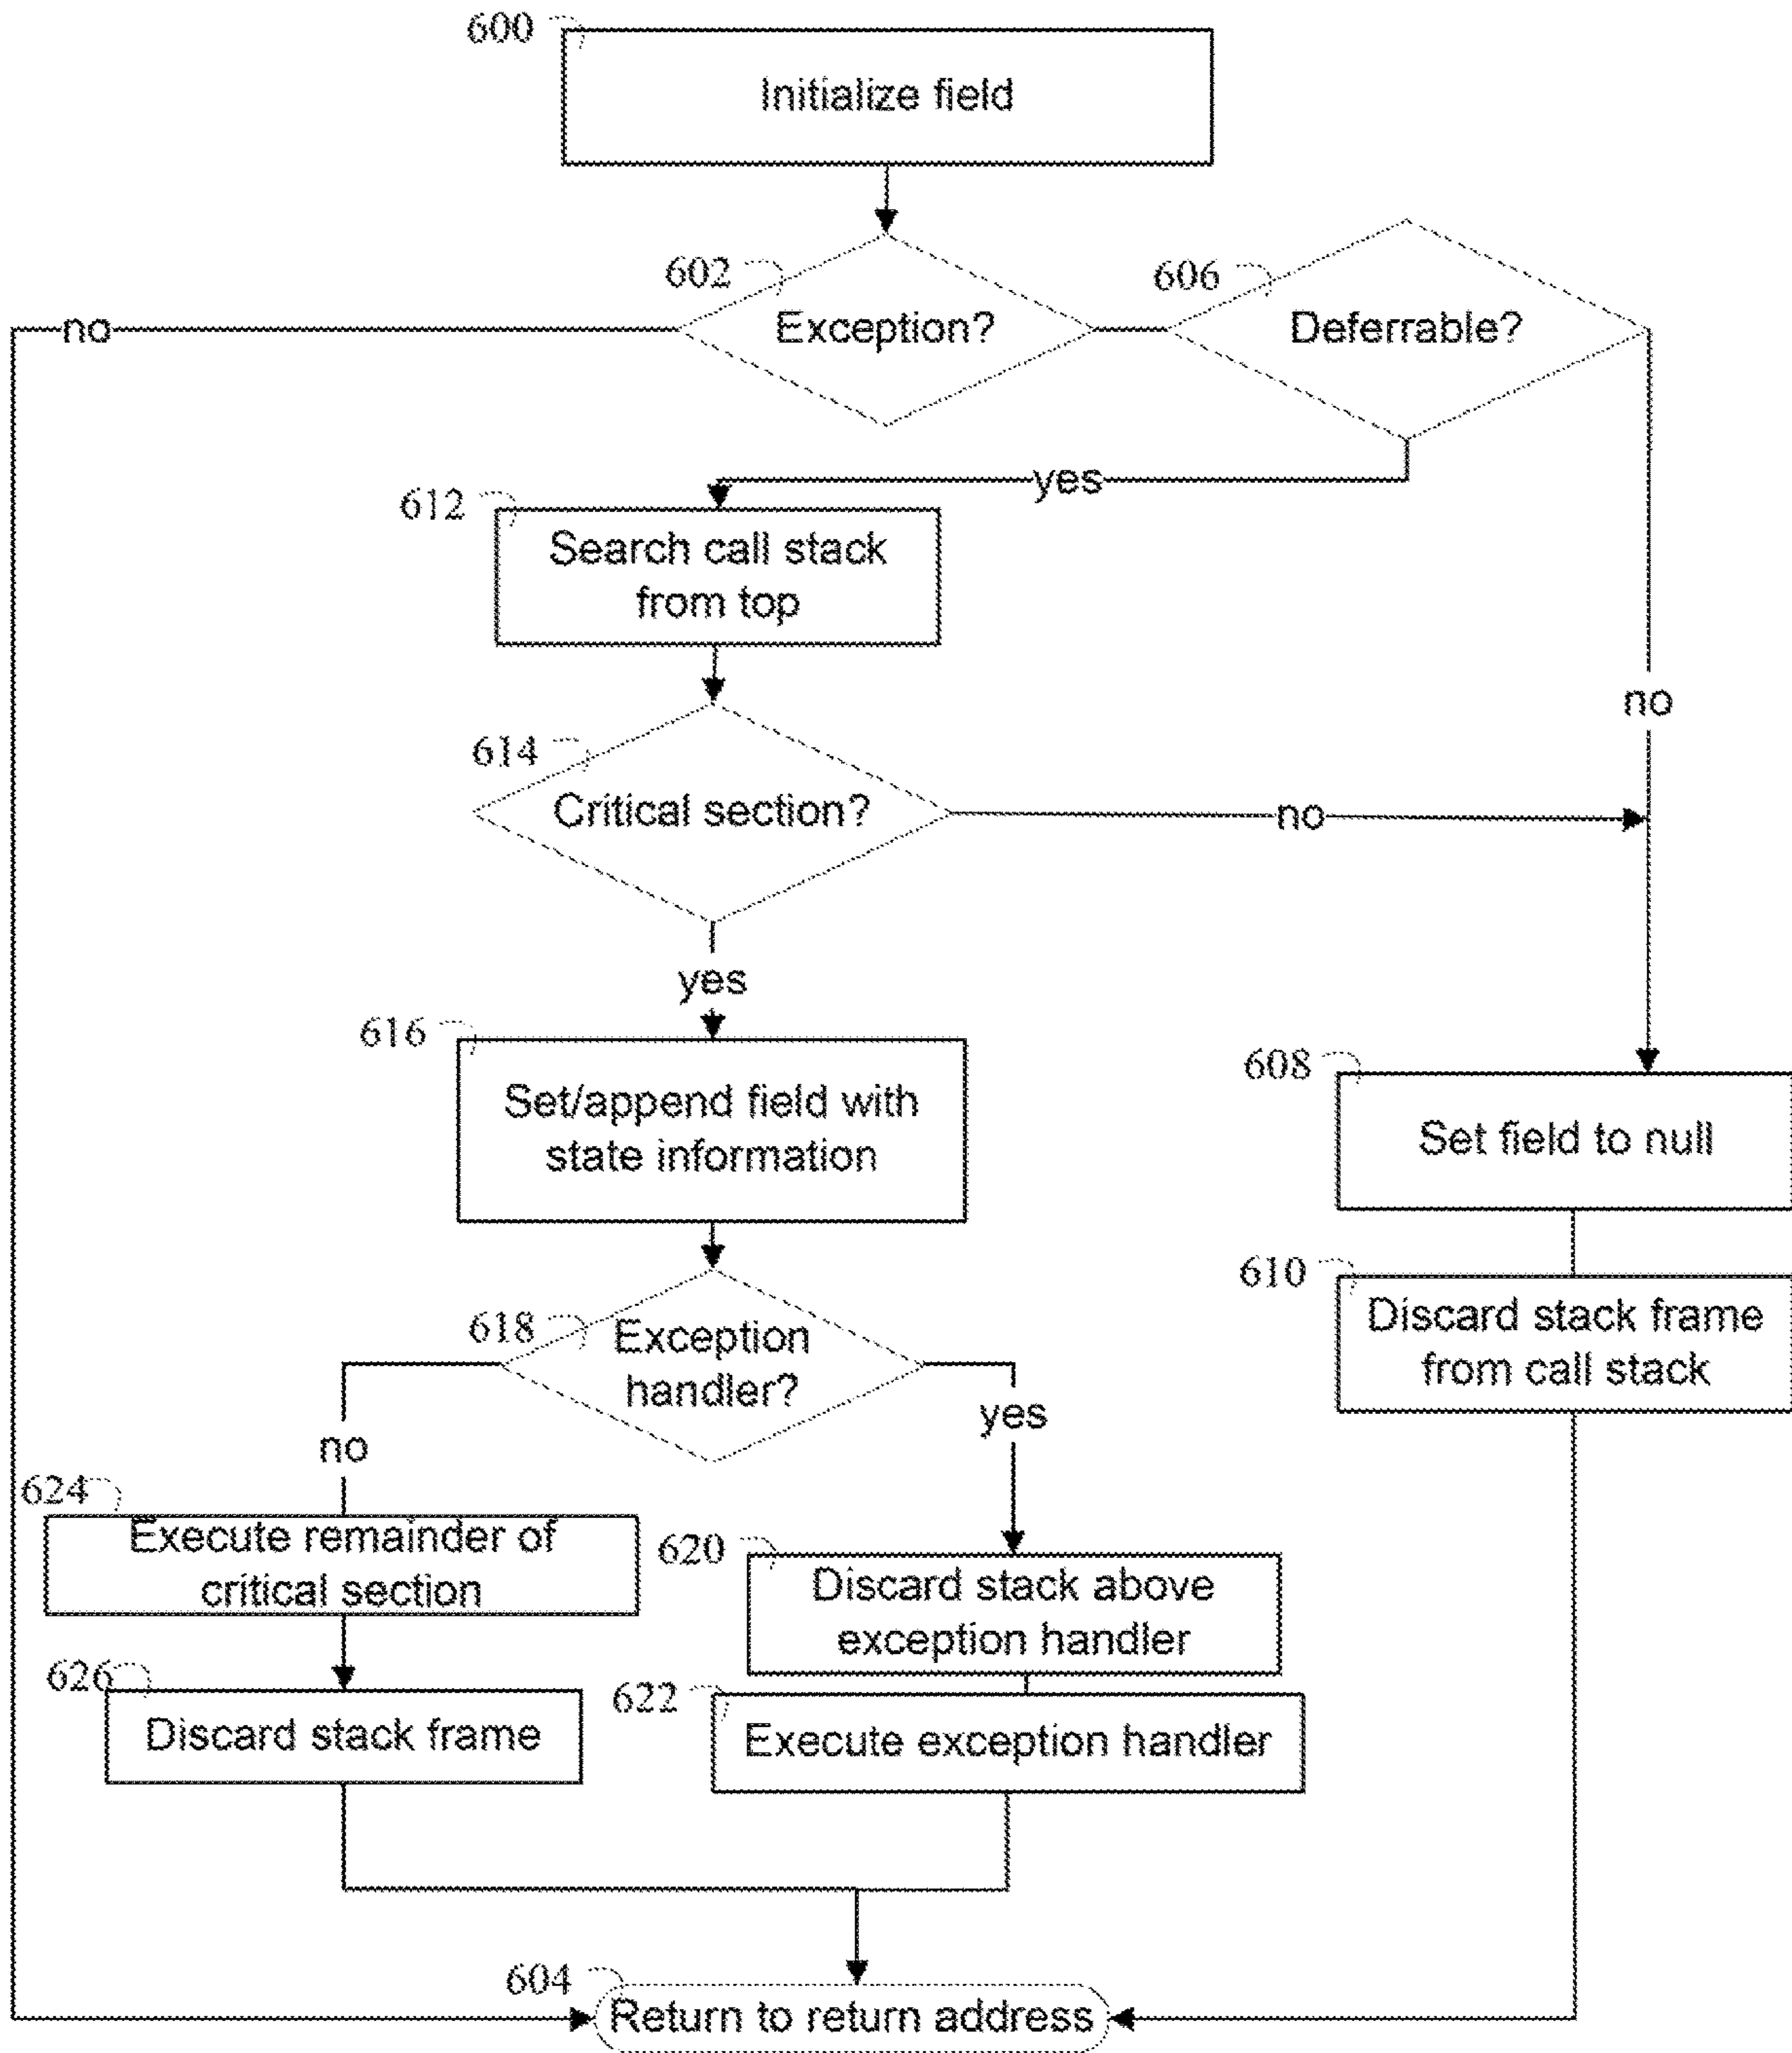 600
Initialize field
602
Exception?
606
Deferrable?
no
yes
612
Search call stack
from top
no
614
Critical section?
no
yes
616
Set/append field with
state information
608
Set field to null
610
Discard stack frame
from call stack
618
Exception
handler?
yes
no
624
Execute remainder of
critical section
620
Discard stack above
exception handler
626
Discard stack frame
622
Execute exception handler
604
Return to return address